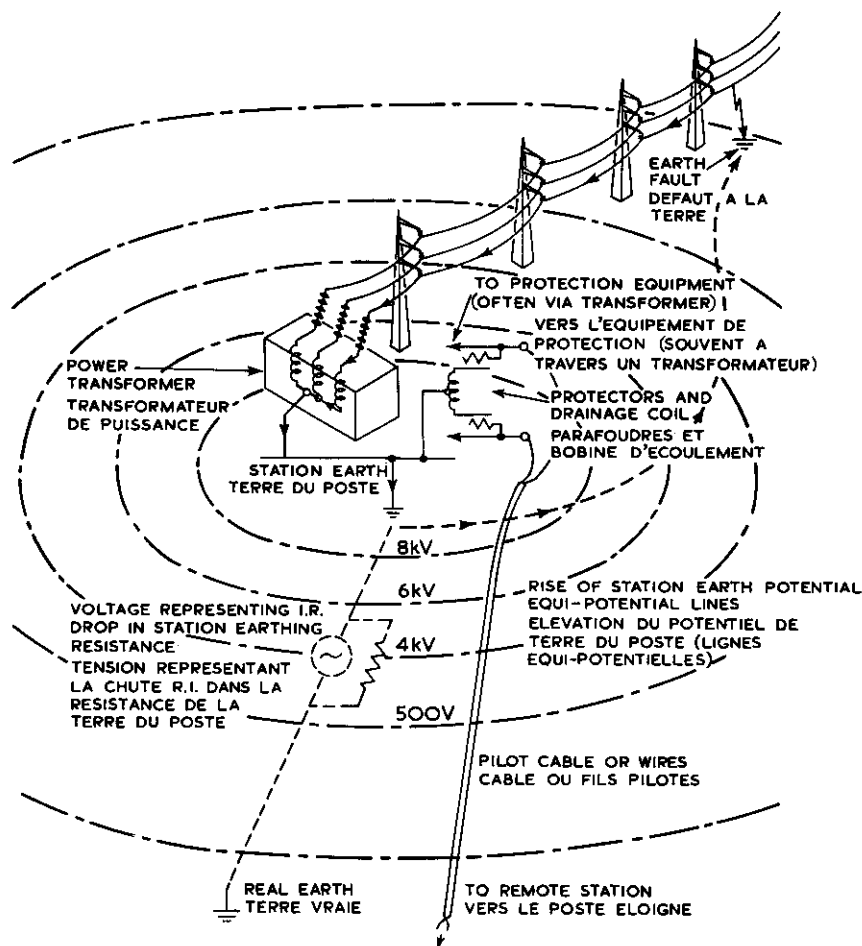 EARTH
FAULT
DEFAUT A LA
TERRE
TO PROTECTION EQUIPMENT
(OFTEN VIA TRANSFORMER)
VERS L'EQUIPEMENT DE
PROTECTION (SOUVENT A
TRAVERS UN TRANSFORMATEUR)
POWER
TRANSFORMER
TRANSFORMATEUR
DE PUISSANCE
PROTECTORS AND
DRAINAGE COIL
PARAFOUDRES ET
BOBINE D'ECOULEMENT
STATION EARTH
TERRE DU POSTE
8kV
6kV
RISE OF STATION EARTH POTENTIAL
EQUI-POTENTIAL LINES
ELEVATION DU POTENTIEL DE
TERRE DU POSTE (LIGNES
EQUI-POTENTIELLES)
VOLTAGE REPRESENTING I.R.
DROP IN STATION EARTHING
RESISTANCE
TENSION REPRESENTANT
LA CHUTE R.I. DANS LA
RESISTANCE DE LA
TERRE DU POSTE
4kV
500V
PILOT CABLE OR WIRES
CABLE OU FILS PILOTES
REAL EARTH
TERRE VRAIE
TO REMOTE STATION
VERS LE POSTE ELOIGNE